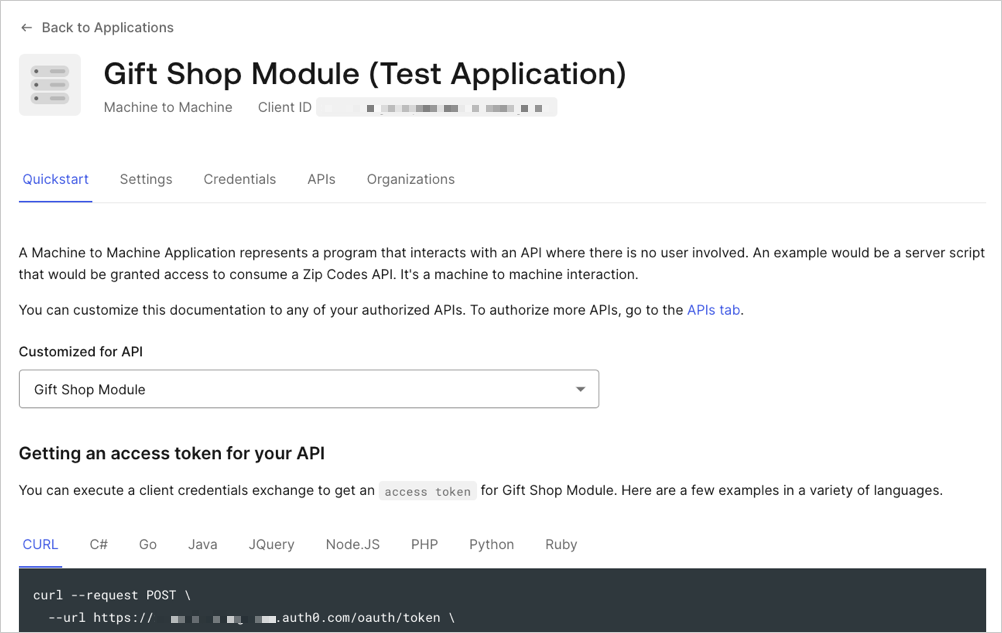 ← Back to Applications
Gift Shop Module (Test Application)
Machine to Machine Client ID
Quickstart Settings Credentials APIs Organizations
A Machine to Machine Application represents a program that interacts with an API where there is no user involved. An example would be a server script
that would be granted access to consume a Zip Codes API. It's a machine to machine interaction.
You can customize this documentation to any of your authorized APIs. To authorize more APIs, go to the APIs tab.
Customized for API
Gift Shop Module
Getting an access token for your API
You can execute a client credentials exchange to get an access token for Gift Shop Module. Here are a few examples in a variety of languages.
CURL C# Go Java JQuery Node.JS PHP Python Ruby
curl --request POST \
--url https:// .auth0.com/oauth/token \